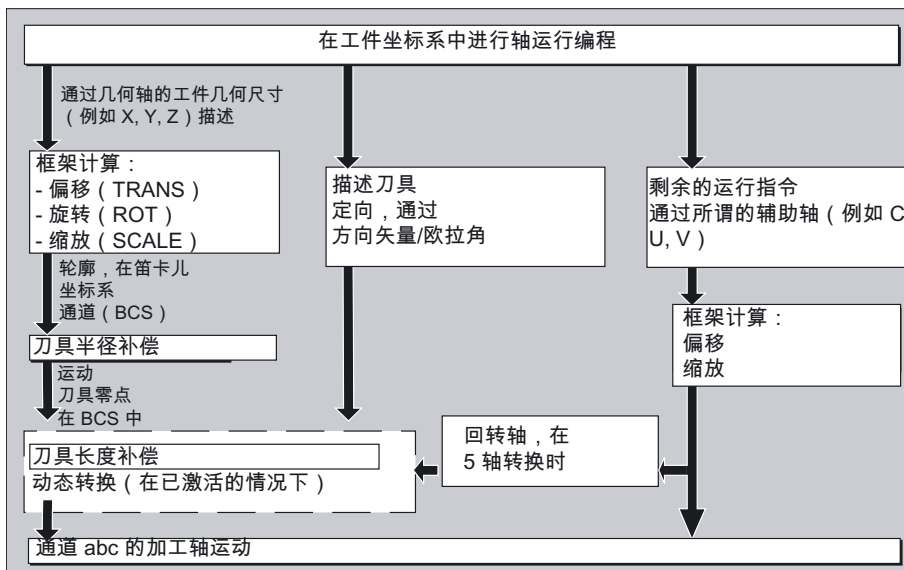 在工件坐标系中进行轴运行编程
通过几何轴的工件几何尺寸
（例如 X, Y, Z）描述
框架计算：
- 偏移（TRANS）
- 旋转（ROT）
- 缩放（SCALE）
轮廓，在笛卡儿
坐标系
通道（BCS）
刀具半径补偿
运动
刀具零点
在 BCS 中
刀具长度补偿
动态转换（在已激活的情况下）
描述刀具
定向，通过
方向矢量/欧拉角
剩余的运行指令
通过所谓的辅助轴（例如 C
U, V）
框架计算：
偏移
缩放
回转轴，在
5 轴转换时
通道 abc 的加工轴运动